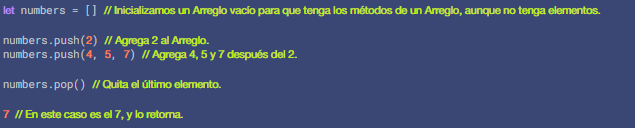 let numbers = [] // Inicializamos un Arreglo vacío para que tenga los métodos de un Arreglo, aunque no tenga elementos.
numbers.push(2) // Agrega 2 al Arreglo.
numbers.push(4, 5, 7) // Agrega 4, 5 y 7 después del 2.
numbers.pop() // Quita el último elemento.
7 // En este caso es el 7, y lo retorna.